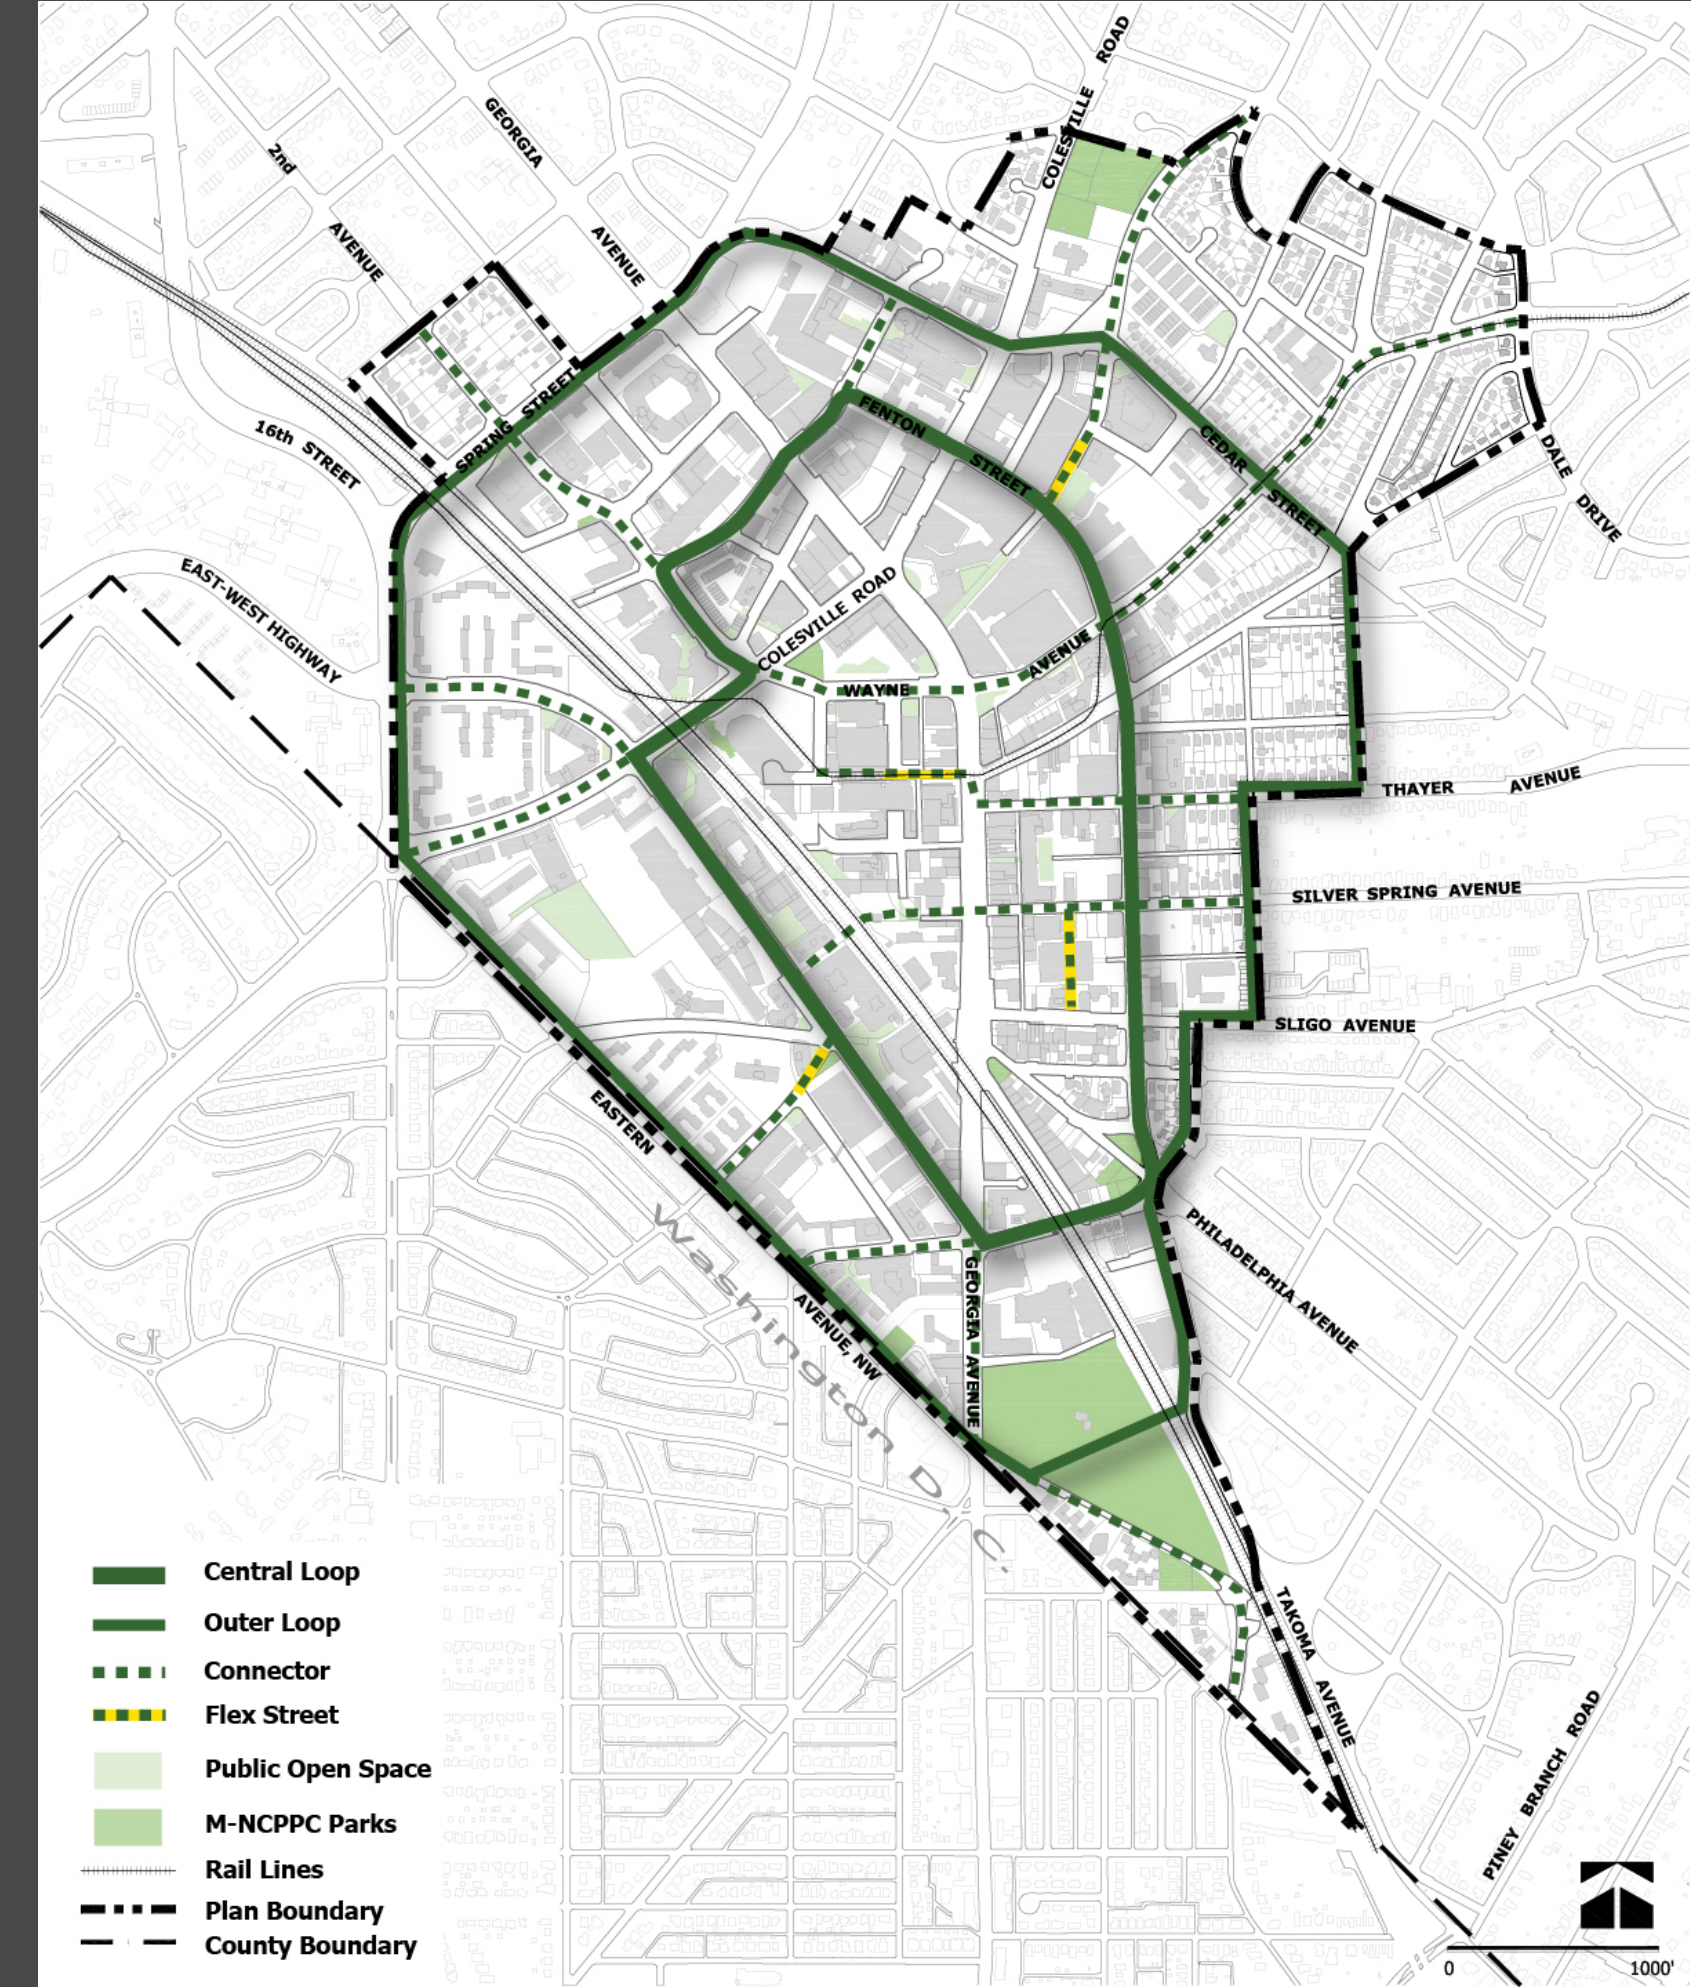 COLESVILLE ROAD
GEORGIA AVENUE
2nd AVENUE
16th STREET
SPRING STREET
FENTON STREET
CEDAR STREET
DALE DRIVE
EAST-WEST HIGHWAY
COLESVILLE ROAD
WAYNE AVENUE
THAYER AVENUE
SILVER SPRING AVENUE
SLIGO AVENUE
EASTERN AVENUE, NW
Washington D.C.
PHILADELPHIA AVENUE
GEORGIA AVENUE
TAKOMA AVENUE
PINEY BRANCH ROAD
Central Loop
Outer Loop
Connector
Flex Street
Public Open Space
M-NCPPC Parks
Rail Lines
Plan Boundary
County Boundary
0 1000'